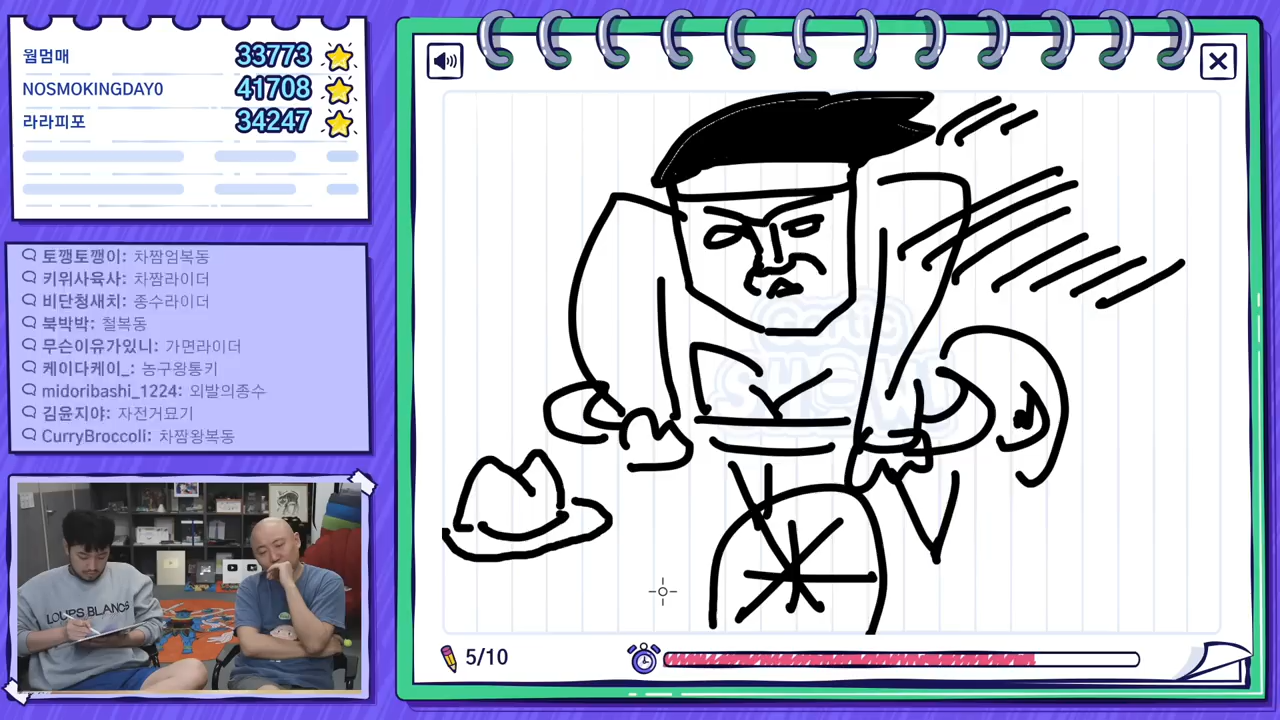 웜멈매 33773
NOSMOKINGDAY0 41708
라라피포 34247
토깽토깽이: 차짬엄복동
키위사육사: 차짬라이더
비단청새치: 종수라이더
북박박: 철복동
무슨이유가있니: 가면라이더
케이다케이_: 농구왕통키
midoribashi_1224: 외발의종수
김윤지야: 자전거묘기
CurryBroccoli: 차짬왕복동
LOUPS BLANCS
Gartic
SHOW!
5/10